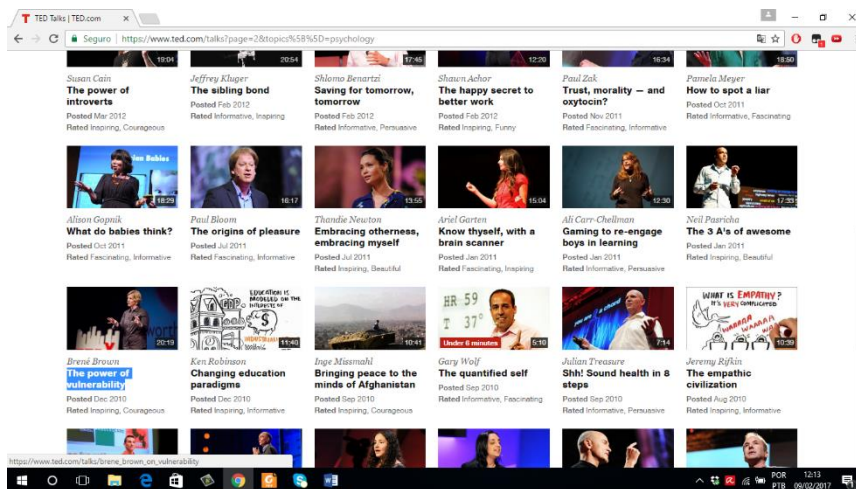 TED Talks | TED.com
Seguro | https://www.ted.com/talks?page=2&topics%5B%5D=psychology
19:04
20:54
17:45
12:20
16:34
18:50
Susan Cain
The power of
introverts
Posted Mar 2012
Rated Inspiring, Courageous
Jeffrey Kluger
The sibling bond
Posted Feb 2012
Rated Informative, Inspiring
Shlomo Benartzi
Saving for tomorrow,
tomorrow
Posted Feb 2012
Rated Informative, Persuasive
Shawn Achor
The happy secret to
better work
Posted Feb 2012
Rated Inspiring, Funny
Paul Zak
Trust, morality — and
oxytocin?
Posted Nov 2011
Rated Fascinating, Informative
Pamela Meyer
How to spot a liar
Posted Oct 2011
Rated Informative, Fascinating
18:29
16:17
13:55
15:04
12:30
17:33
Alison Gopnik
What do babies think?
Posted Oct 2011
Rated Fascinating, Informative
Paul Bloom
The origins of pleasure
Posted Jul 2011
Rated Fascinating, Informative
Thandie Newton
Embracing otherness,
embracing myself
Posted Jul 2011
Rated Inspiring, Beautiful
Ariel Garten
Know thyself, with a
brain scanner
Posted Jan 2011
Rated Fascinating, Inspiring
Ali Carr-Chellman
Gaming to re-engage
boys in learning
Posted Jan 2011
Rated Informative, Persuasive
Neil Pasricha
The 3 A's of awesome
Posted Jan 2011
Rated Inspiring, Beautiful
20:19
EDUCATION IS
MODELED ON THE
INTERESTS OF
GDP
11:40
10:41
HR 59
T 37°
Under 6 minutes
5:10
7:14
WHAT IS EMPATHY?
IT'S VERY COMPLICATED
WAAAAA
WAAAAA
10:39
Brené Brown
The power of
vulnerability
Posted Dec 2010
Rated Inspiring, Courageous
Ken Robinson
Changing education
paradigms
Posted Dec 2010
Rated Inspiring, Informative
Inge Missmahl
Bringing peace to the
minds of Afghanistan
Posted Sep 2010
Rated Inspiring, Courageous
Gary Wolf
The quantified self
Posted Sep 2010
Rated Informative, Fascinating
Julian Treasure
Shh! Sound health in 8
steps
Posted Sep 2010
Rated Informative, Persuasive
Jeremy Rifkin
The empathic
civilization
Posted Aug 2010
Rated Inspiring, Informative
https://www.ted.com/talks/brene_brown_on_vulnerability
POR
PTB
12:13
09/02/2017